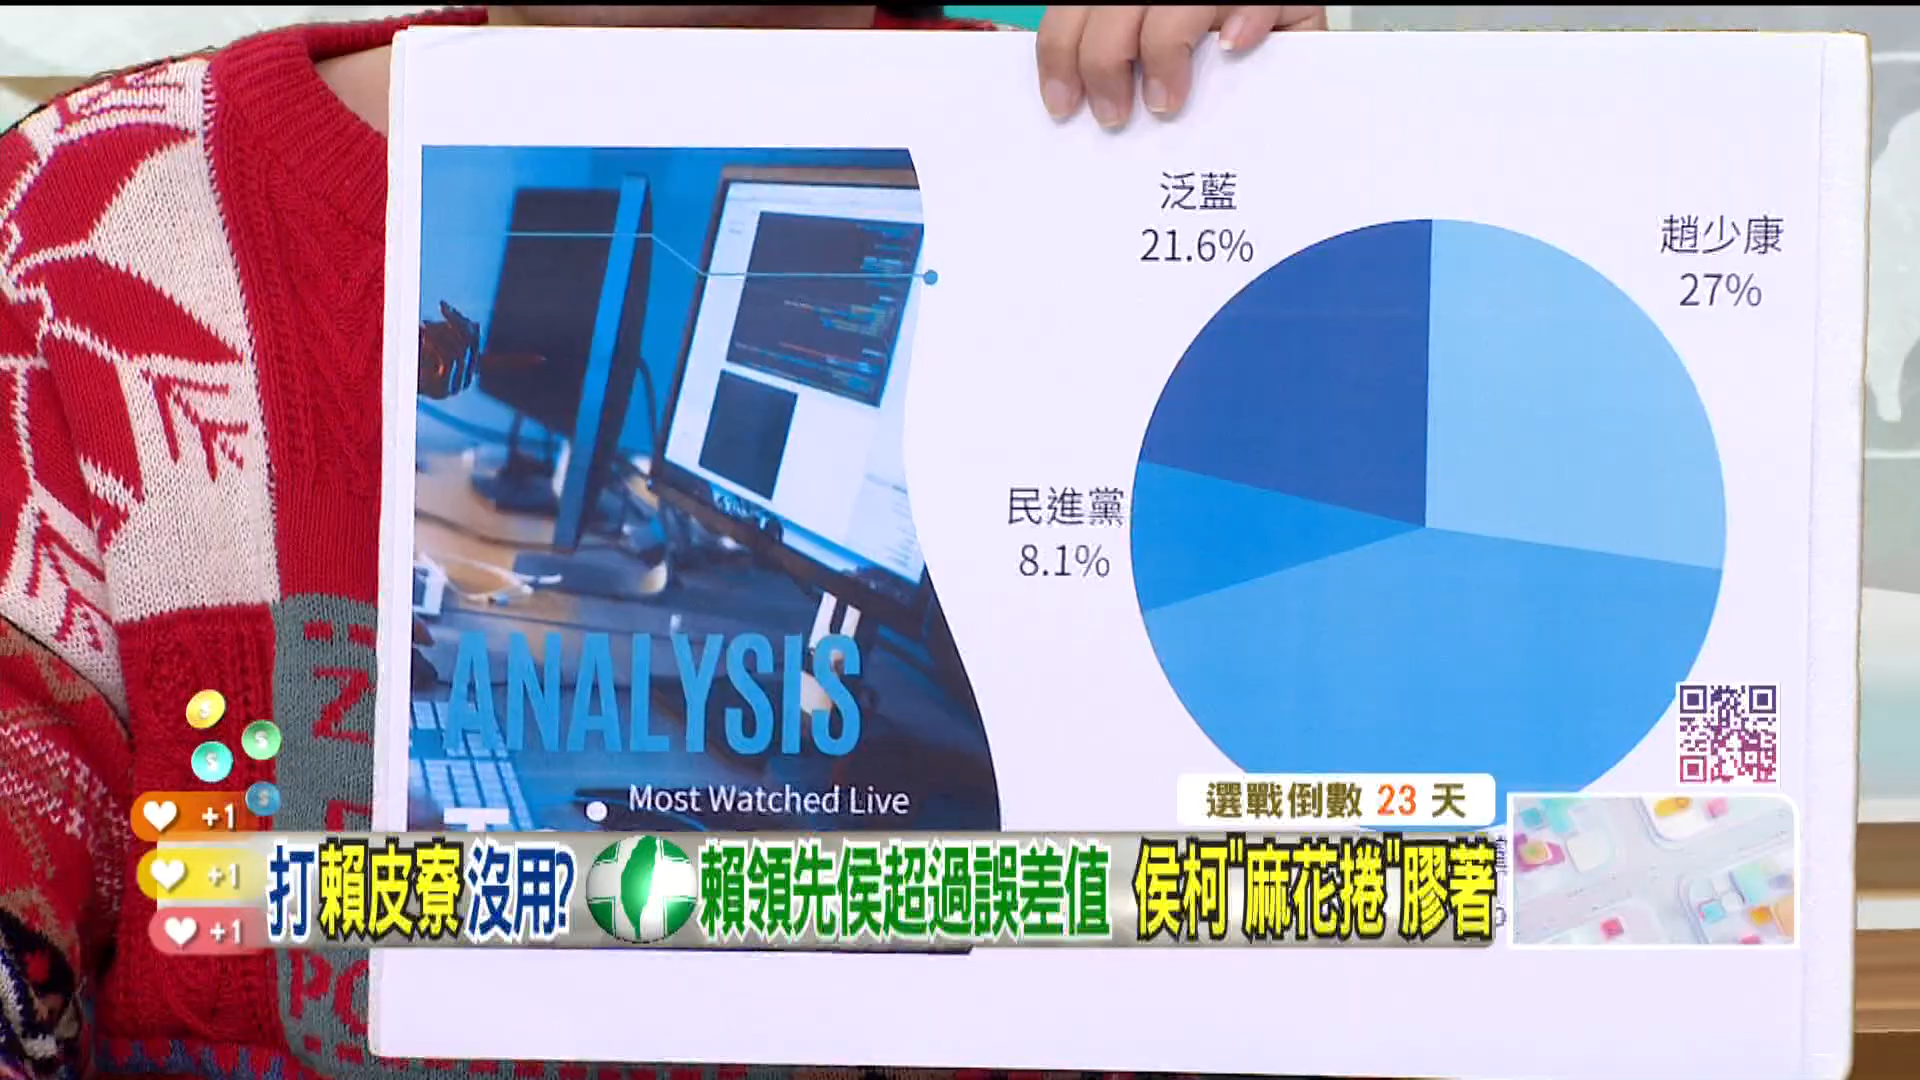 泛藍
21.6%
趙少康
27%
民進黨
8.1%
ANALYSIS
Most Watched Live
選戰倒數 23 天
+1
+1
+1
打賴皮寮沒用? 賴領先侯超過誤差值 侯柯"麻花捲"膠著